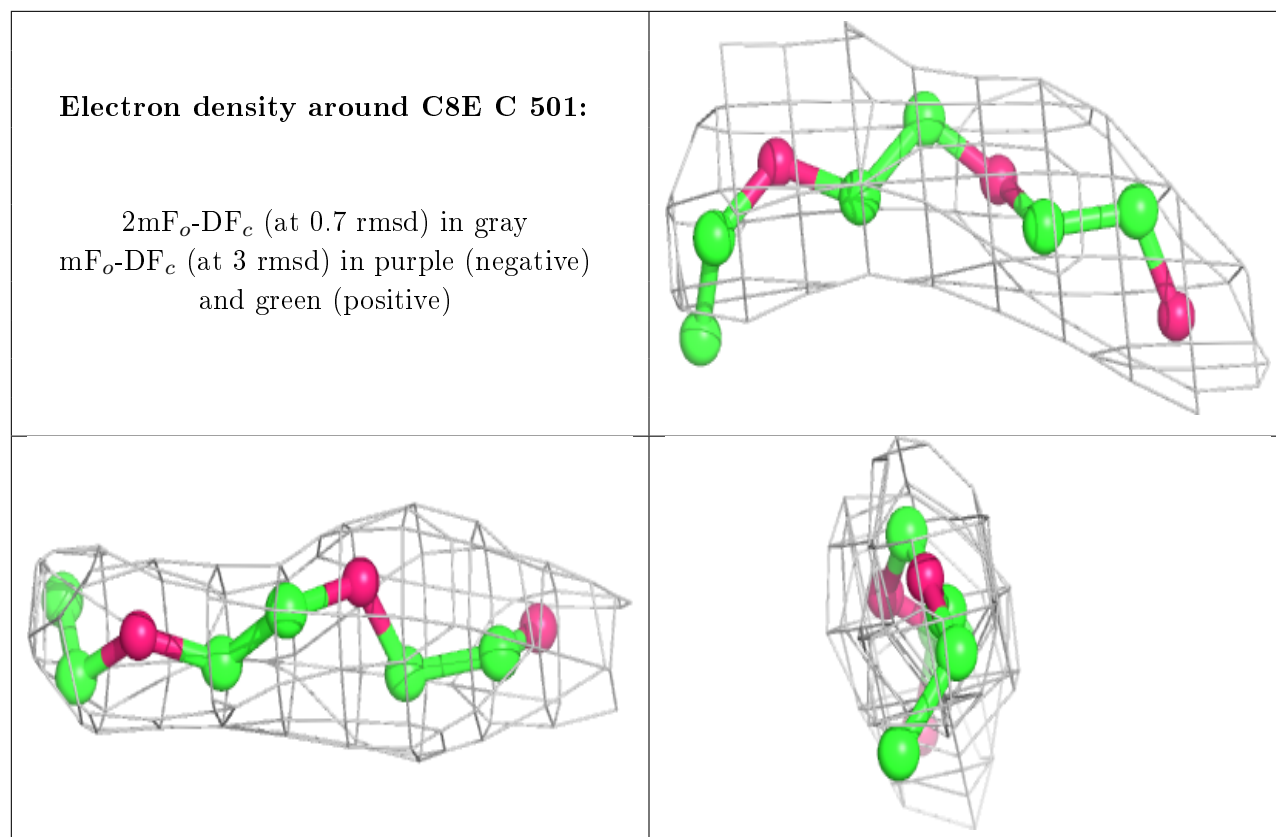 Electron density around C8E C 501:
2mFo-DFc (at 0.7 rmsd) in gray
mFo-DFc (at 3 rmsd) in purple (negative)
and green (positive)